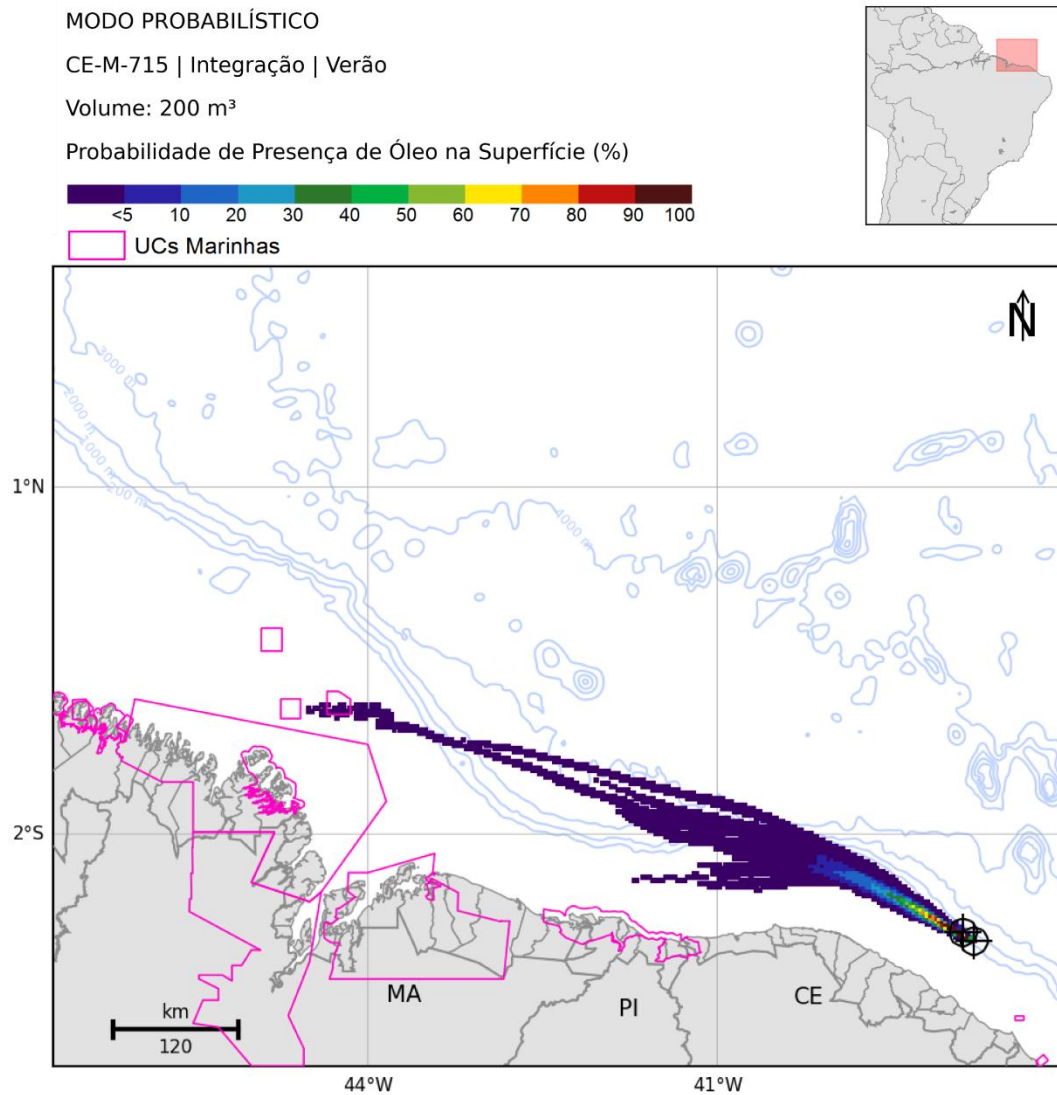 MODO PROBABILÍSTICO
CE-M-715 | Integração | Verão
Volume: 200 m³
Probabilidade de Presença de Óleo na Superfície (%)
<5 10 20 30 40 50 60 70 80 90 100
UCs Marinhas
N
3000 m
2000 m
1000 m
200 m
4000 m
1°N
2°S
MA
PI
CE
km
120
44°W
41°W